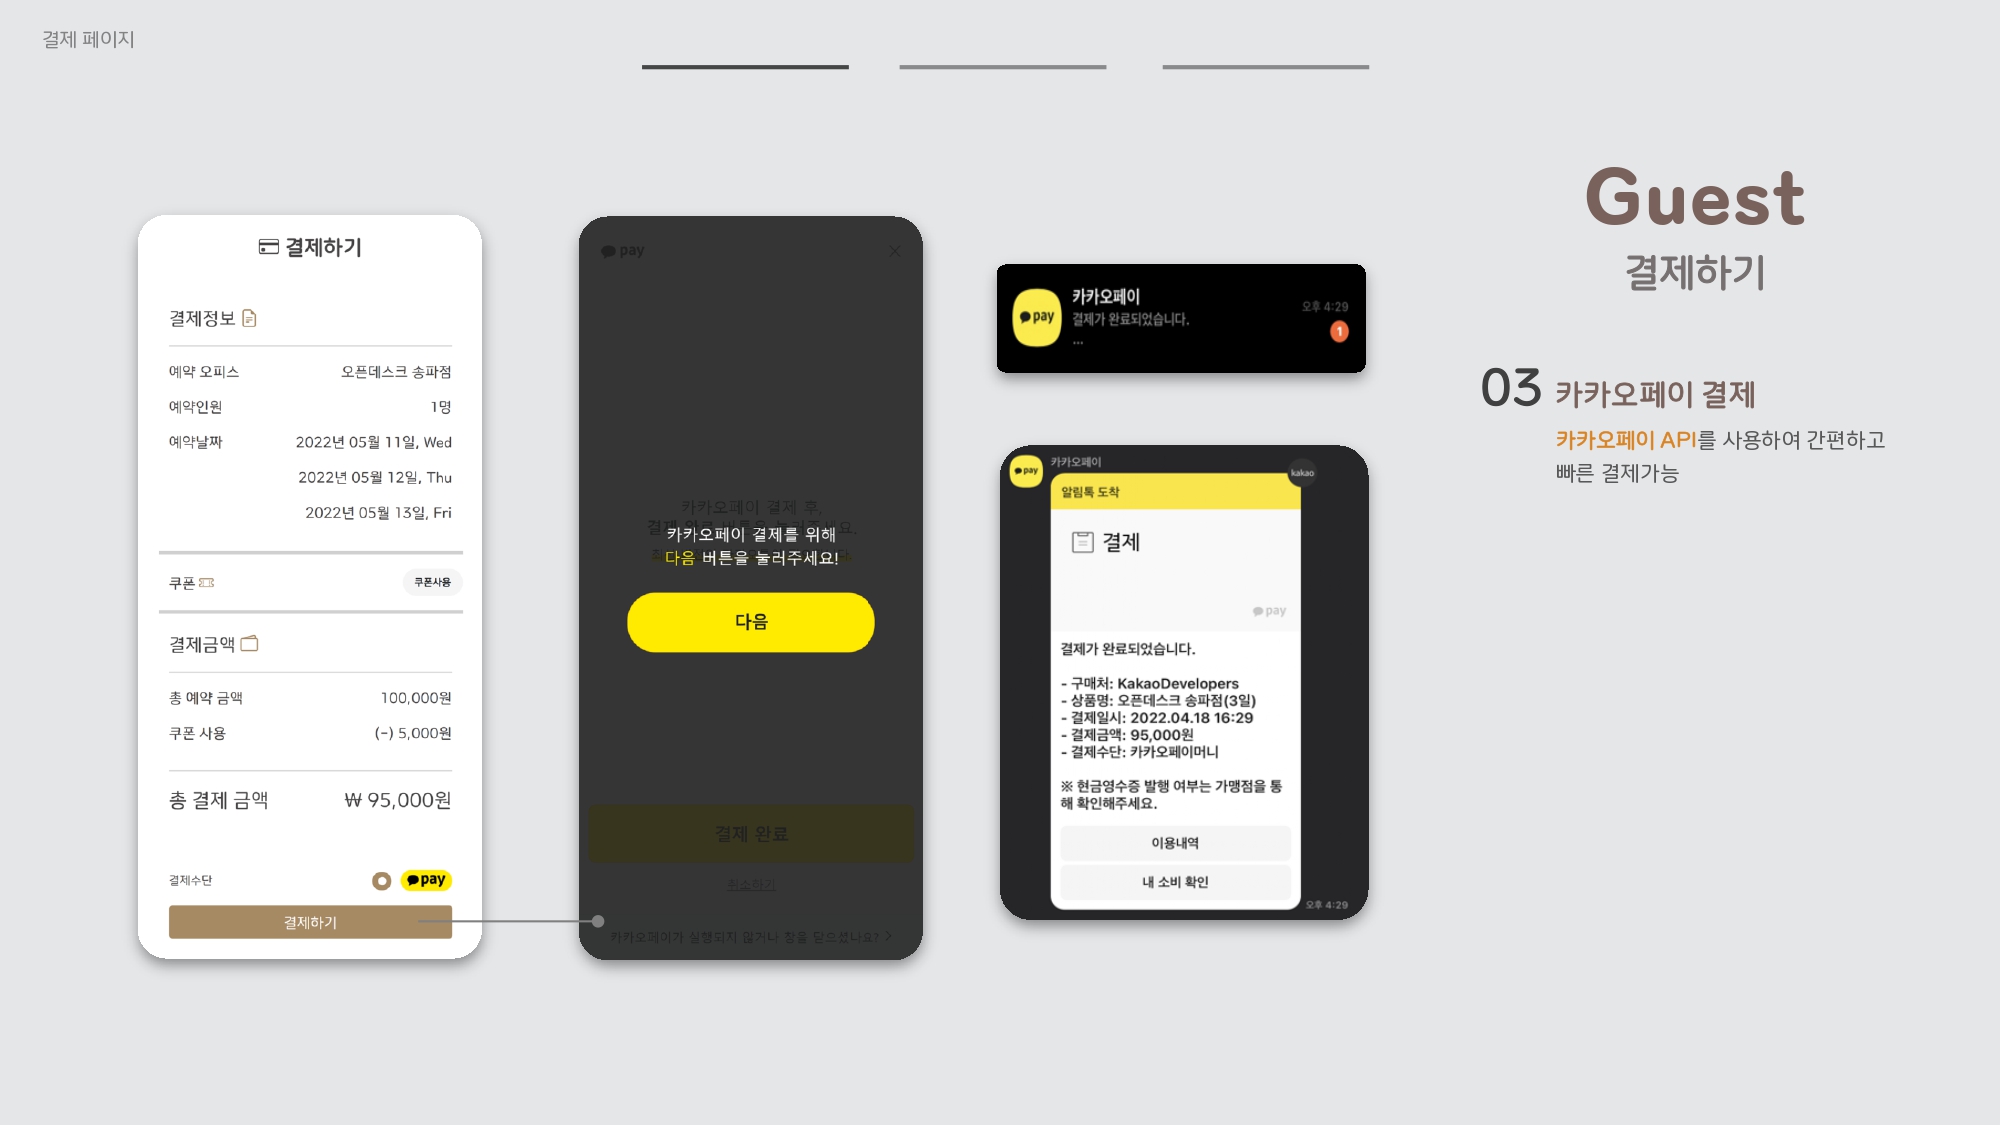 결제 페이지
결제하기
결제정보
예약 오피스 오픈데스크 송파점
예약인원 1명
예약날짜 2022년 05월 11일, Wed
2022년 05월 12일, Thu
2022년 05월 13일, Fri
쿠폰 쿠폰사용
결제금액
총 예약 금액 100,000원
쿠폰 사용 (-) 5,000원
총 결제 금액 ₩ 95,000원
결제수단 pay
결제하기
pay
카카오페이 결제 후,
결제 완료 버튼을 눌러주세요.
카카오페이 결제를 위해
다음 버튼을 눌러주세요!
다음
결제 완료
취소하기
카카오페이가 실행되지 않거나 창을 닫으셨나요? >
pay
카카오페이
결제가 완료되었습니다.
...
오후 4:29
1
pay
카카오페이
kakao
알림톡 도착
결제
pay
결제가 완료되었습니다.
- 구매처: KakaoDevelopers
- 상품명: 오픈데스크 송파점(3일)
- 결제일시: 2022.04.18 16:29
- 결제금액: 95,000원
- 결제수단: 카카오페이머니
※ 현금영수증 발행 여부는 가맹점을 통
해 확인해주세요.
이용내역
내 소비 확인
오후 4:29
Guest
결제하기
03 카카오페이 결제
카카오페이 API를 사용하여 간편하고
빠른 결제가능